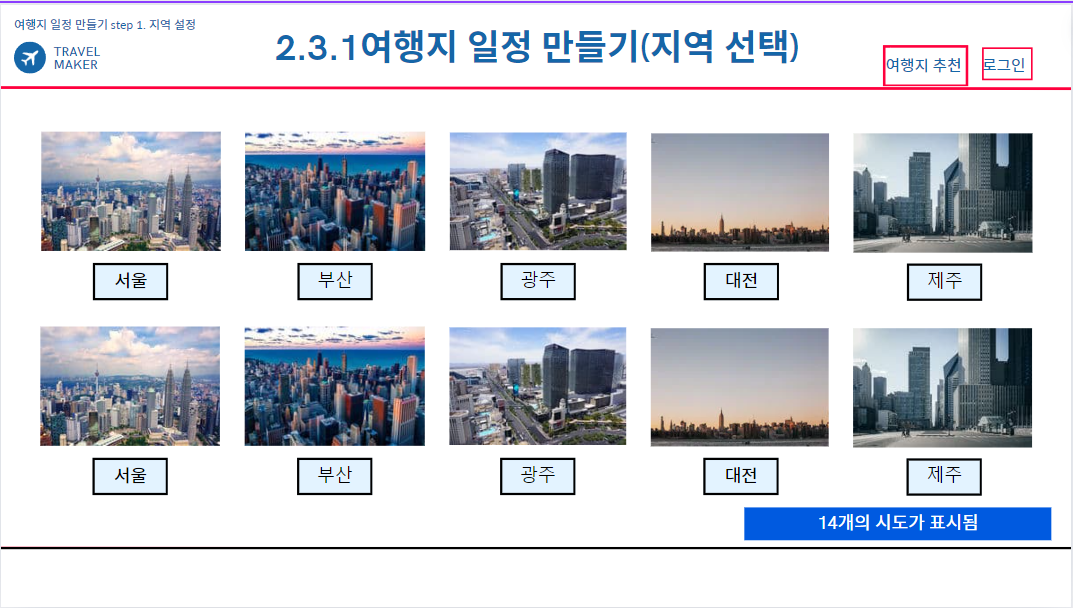 여행지 일정 만들기 step 1. 지역 설정
TRAVEL
MAKER
2.3.1여행지 일정 만들기(지역 선택)
여행지 추천
로그인
서울
부산
광주
대전
제주
서울
부산
광주
대전
제주
14개의 시도가 표시됨